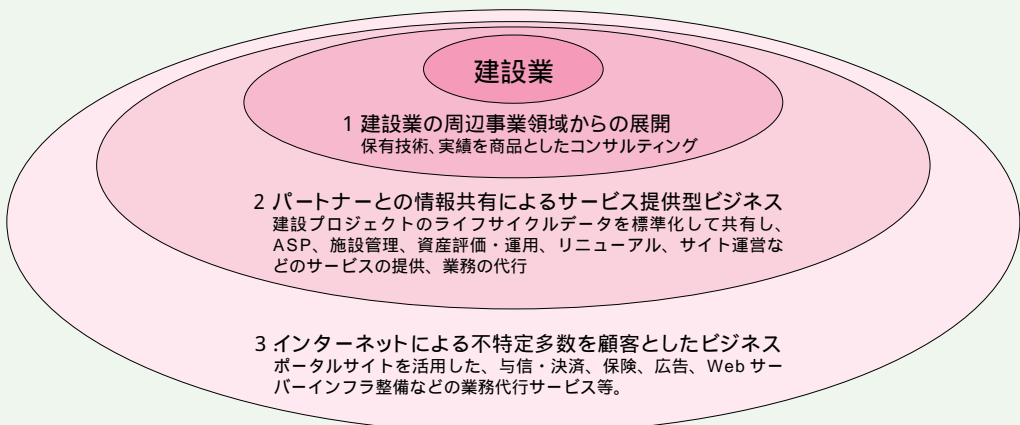 建設業
1 建設業の周辺事業領域からの展開
保有技術、実績を商品としたコンサルティング
2 パートナーとの情報共有によるサービス提供型ビジネス
建設プロジェクトのライフサイクルデータを標準化して共有し、
ASP、施設管理、資産評価・運用、リニューアル、サイト運営な
どのサービスの提供、業務の代行
3 インターネットによる不特定多数を顧客としたビジネス
ポータルサイトを活用した、与信・決済、保険、広告、Web サー
バーインフラ整備などの業務代行サービス等。